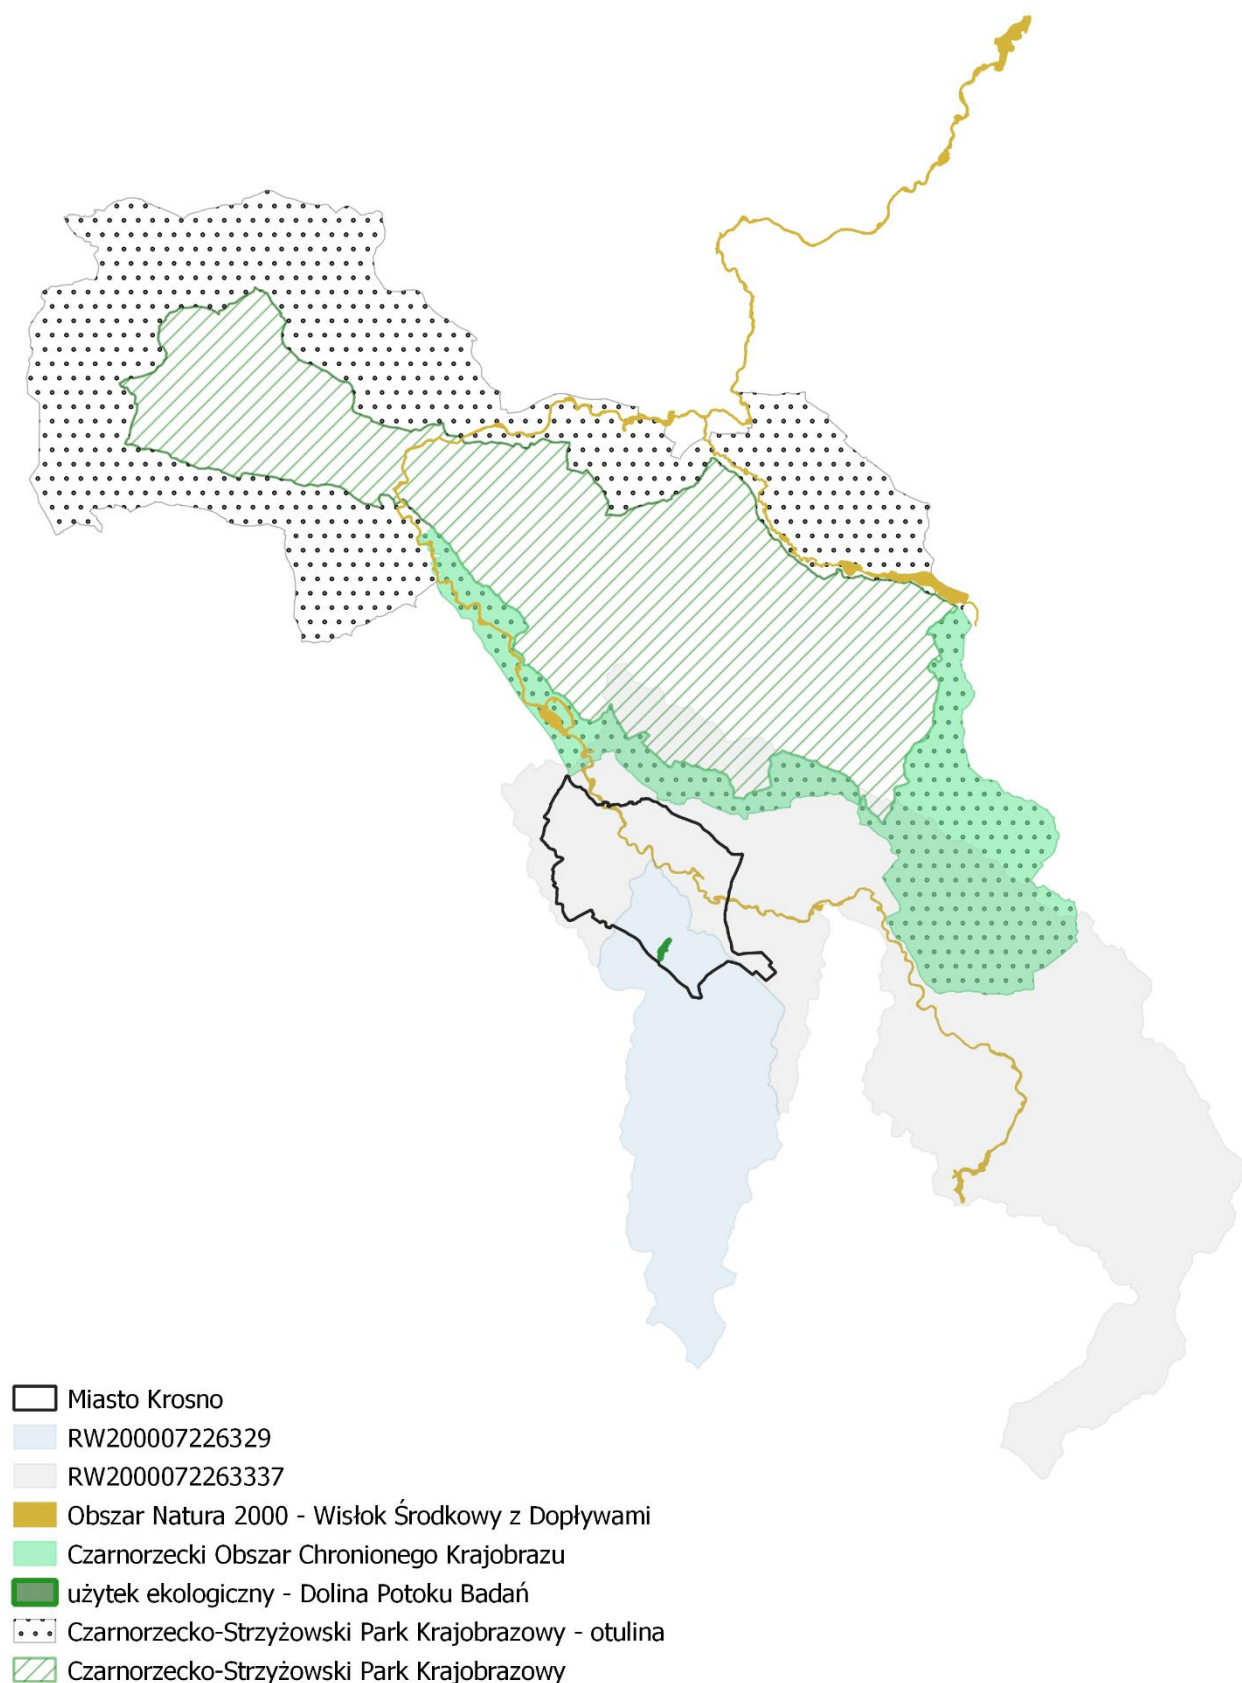 Miasto Krosno
RW200007226329
RW2000072263337
Obszar Natura 2000 - Wisłok Środkowy z Dopływami
Czarnorzecki Obszar Chronionego Krajobrazu
użytek ekologiczny - Dolina Potoku Badań
Czarnorzecko-Strzyżowski Park Krajobrazowy - otulina
Czarnorzecko-Strzyżowski Park Krajobrazowy